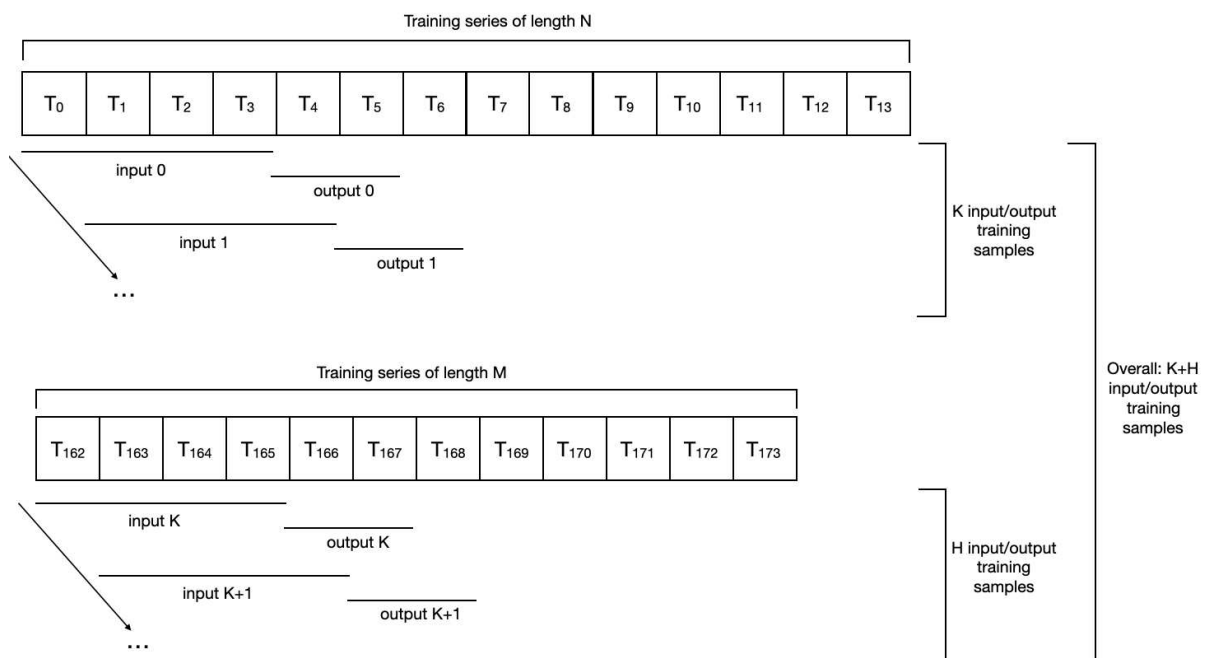 Training series of length N
T₀ T₁ T₂ T₃ T₄ T₅ T₆ T₇ T₈ T₉ T₁₀ T₁₁ T₁₂ T₁₃
input 0
output 0
input 1
output 1
...
K input/output
training
samples
Training series of length M
T₁₆₂ T₁₆₃ T₁₆₄ T₁₆₅ T₁₆₆ T₁₆₇ T₁₆₈ T₁₆₉ T₁₇₀ T₁₇₁ T₁₇₂ T₁₇₃
input K
output K
input K+1
output K+1
...
H input/output
training
samples
Overall: K+H
input/output
training
samples